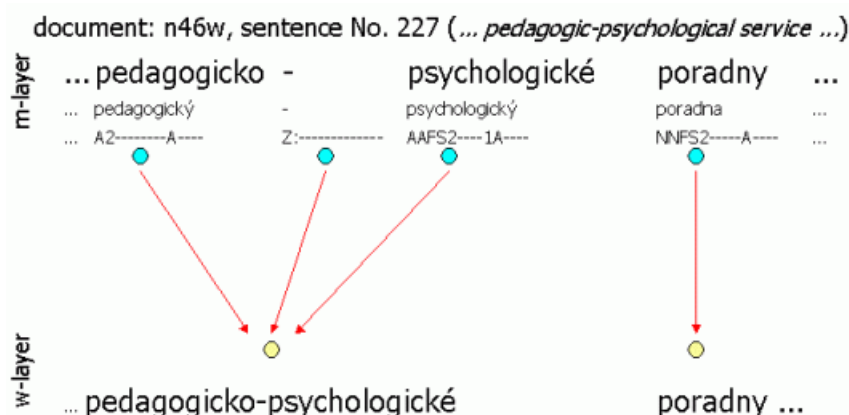 document: n46w, sentence No. 227 (... pedagogic-psychological service ...)
m-layer
... pedagogicko - psychologické poradny ...
... pedagogický - psychologický poradna ...
... A2--------A---- Z:------------- AAFS2----1A---- NNFS2-----A---- ...
w-layer
... pedagogicko-psychologické poradny ...